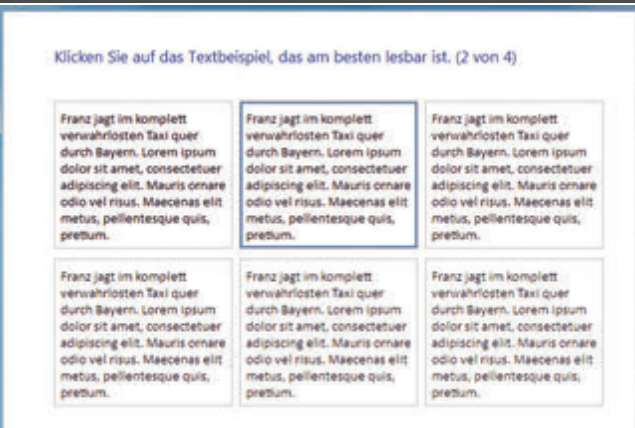 Klicken Sie auf das Textbeispiel, das am besten lesbar ist. (2 von 4)
Franz jagt im komplett
verwahrlosten Taxi quer
durch Bayern. Lorem ipsum
dolor sit amet, consectetuer
adipiscing elit. Mauris ornare
odio vel risus. Maecenas elit
metus, pellentesque quis,
pretium.
Franz jagt im komplett
verwahrlosten Taxi quer
durch Bayern. Lorem ipsum
dolor sit amet, consectetuer
adipiscing elit. Mauris ornare
odio vel risus. Maecenas elit
metus, pellentesque quis,
pretium.
Franz jagt im komplett
verwahrlosten Taxi quer
durch Bayern. Lorem ipsum
dolor sit amet, consectetuer
adipiscing elit. Mauris ornare
odio vel risus. Maecenas elit
metus, pellentesque quis,
pretium.
Franz jagt im komplett
verwahrlosten Taxi quer
durch Bayern. Lorem ipsum
dolor sit amet, consectetuer
adipiscing elit. Mauris ornare
odio vel risus. Maecenas elit
metus, pellentesque quis,
pretium.
Franz jagt im komplett
verwahrlosten Taxi quer
durch Bayern. Lorem ipsum
dolor sit amet, consectetuer
adipiscing elit. Mauris ornare
odio vel risus. Maecenas elit
metus, pellentesque quis,
pretium.
Franz jagt im komplett
verwahrlosten Taxi quer
durch Bayern. Lorem ipsum
dolor sit amet, consectetuer
adipiscing elit. Mauris ornare
odio vel risus. Maecenas elit
metus, pellentesque quis,
pretium.